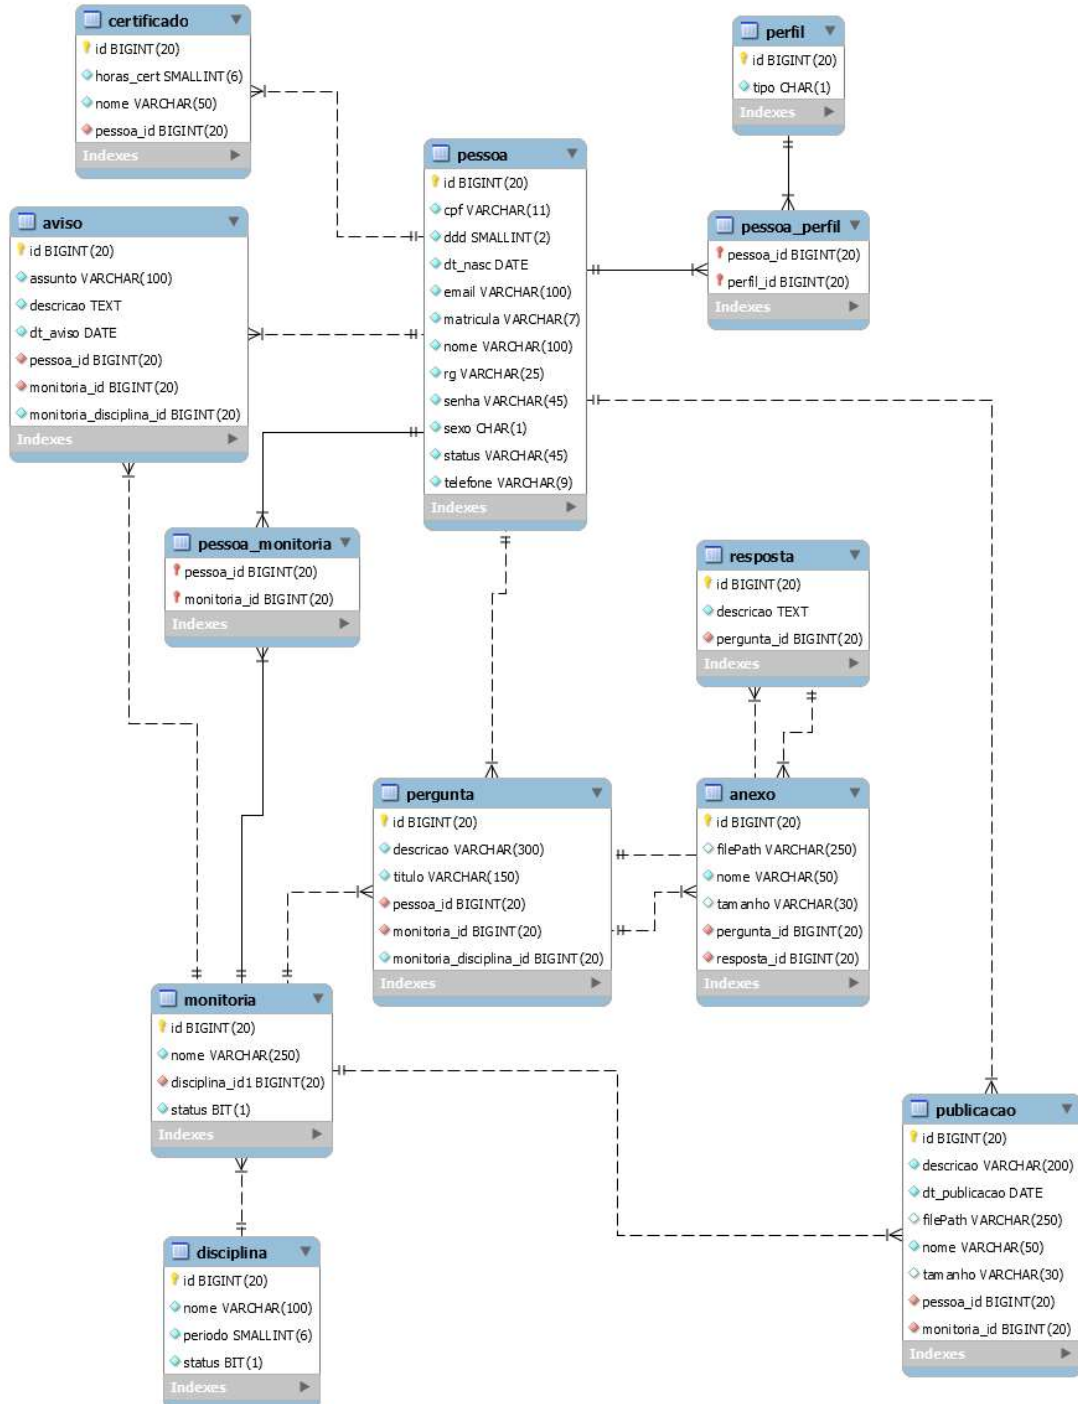 certificado
id BIGINT(20)
horas_cert SMALLINT(6)
nome VARCHAR(50)
pessoa_id BIGINT(20)
Indexes
perfil
id BIGINT(20)
tipo CHAR(1)
Indexes
pessoa
id BIGINT(20)
cpf VARCHAR(11)
ddd SMALLINT(2)
dt_nasc DATE
email VARCHAR(100)
matricula VARCHAR(7)
nome VARCHAR(100)
rg VARCHAR(25)
senha VARCHAR(45)
sexo CHAR(1)
status VARCHAR(45)
telefone VARCHAR(9)
Indexes
aviso
id BIGINT(20)
assunto VARCHAR(100)
descricao TEXT
dt_aviso DATE
pessoa_id BIGINT(20)
monitoria_id BIGINT(20)
monitoria_disciplina_id BIGINT(20)
Indexes
pessoa_perfil
pessoa_id BIGINT(20)
perfil_id BIGINT(20)
Indexes
pessoa_monitoria
pessoa_id BIGINT(20)
monitoria_id BIGINT(20)
Indexes
resposta
id BIGINT(20)
descricao TEXT
pergunta_id BIGINT(20)
Indexes
pergunta
id BIGINT(20)
descricao VARCHAR(300)
titulo VARCHAR(150)
pessoa_id BIGINT(20)
monitoria_id BIGINT(20)
monitoria_disciplina_id BIGINT(20)
Indexes
anexo
id BIGINT(20)
filePath VARCHAR(250)
nome VARCHAR(50)
tamanho VARCHAR(30)
pergunta_id BIGINT(20)
resposta_id BIGINT(20)
Indexes
monitoria
id BIGINT(20)
nome VARCHAR(250)
disciplina_id1 BIGINT(20)
status BIT(1)
Indexes
publicacao
id BIGINT(20)
descricao VARCHAR(200)
dt_publicacao DATE
filePath VARCHAR(250)
nome VARCHAR(50)
tamanho VARCHAR(30)
pessoa_id BIGINT(20)
monitoria_id BIGINT(20)
Indexes
disciplina
id BIGINT(20)
nome VARCHAR(100)
periodo SMALLINT(6)
status BIT(1)
Indexes